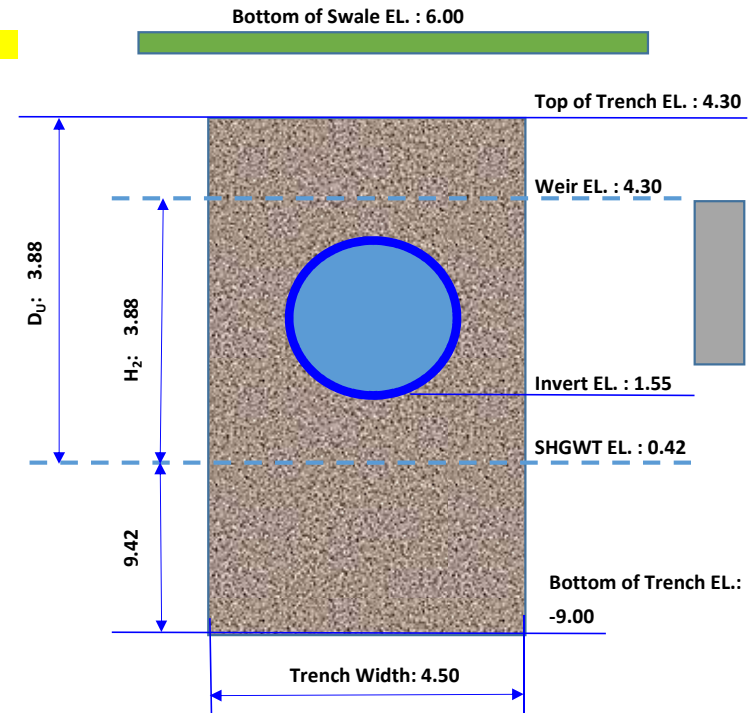 Bottom of Swale EL. : 6.00
Top of Trench EL. : 4.30
Weir EL. : 4.30
Dᵤ: 3.88
H₂: 3.88
Invert EL. : 1.55
SHGWT EL. : 0.42
9.42
Bottom of Trench EL.:
-9.00
Trench Width: 4.50